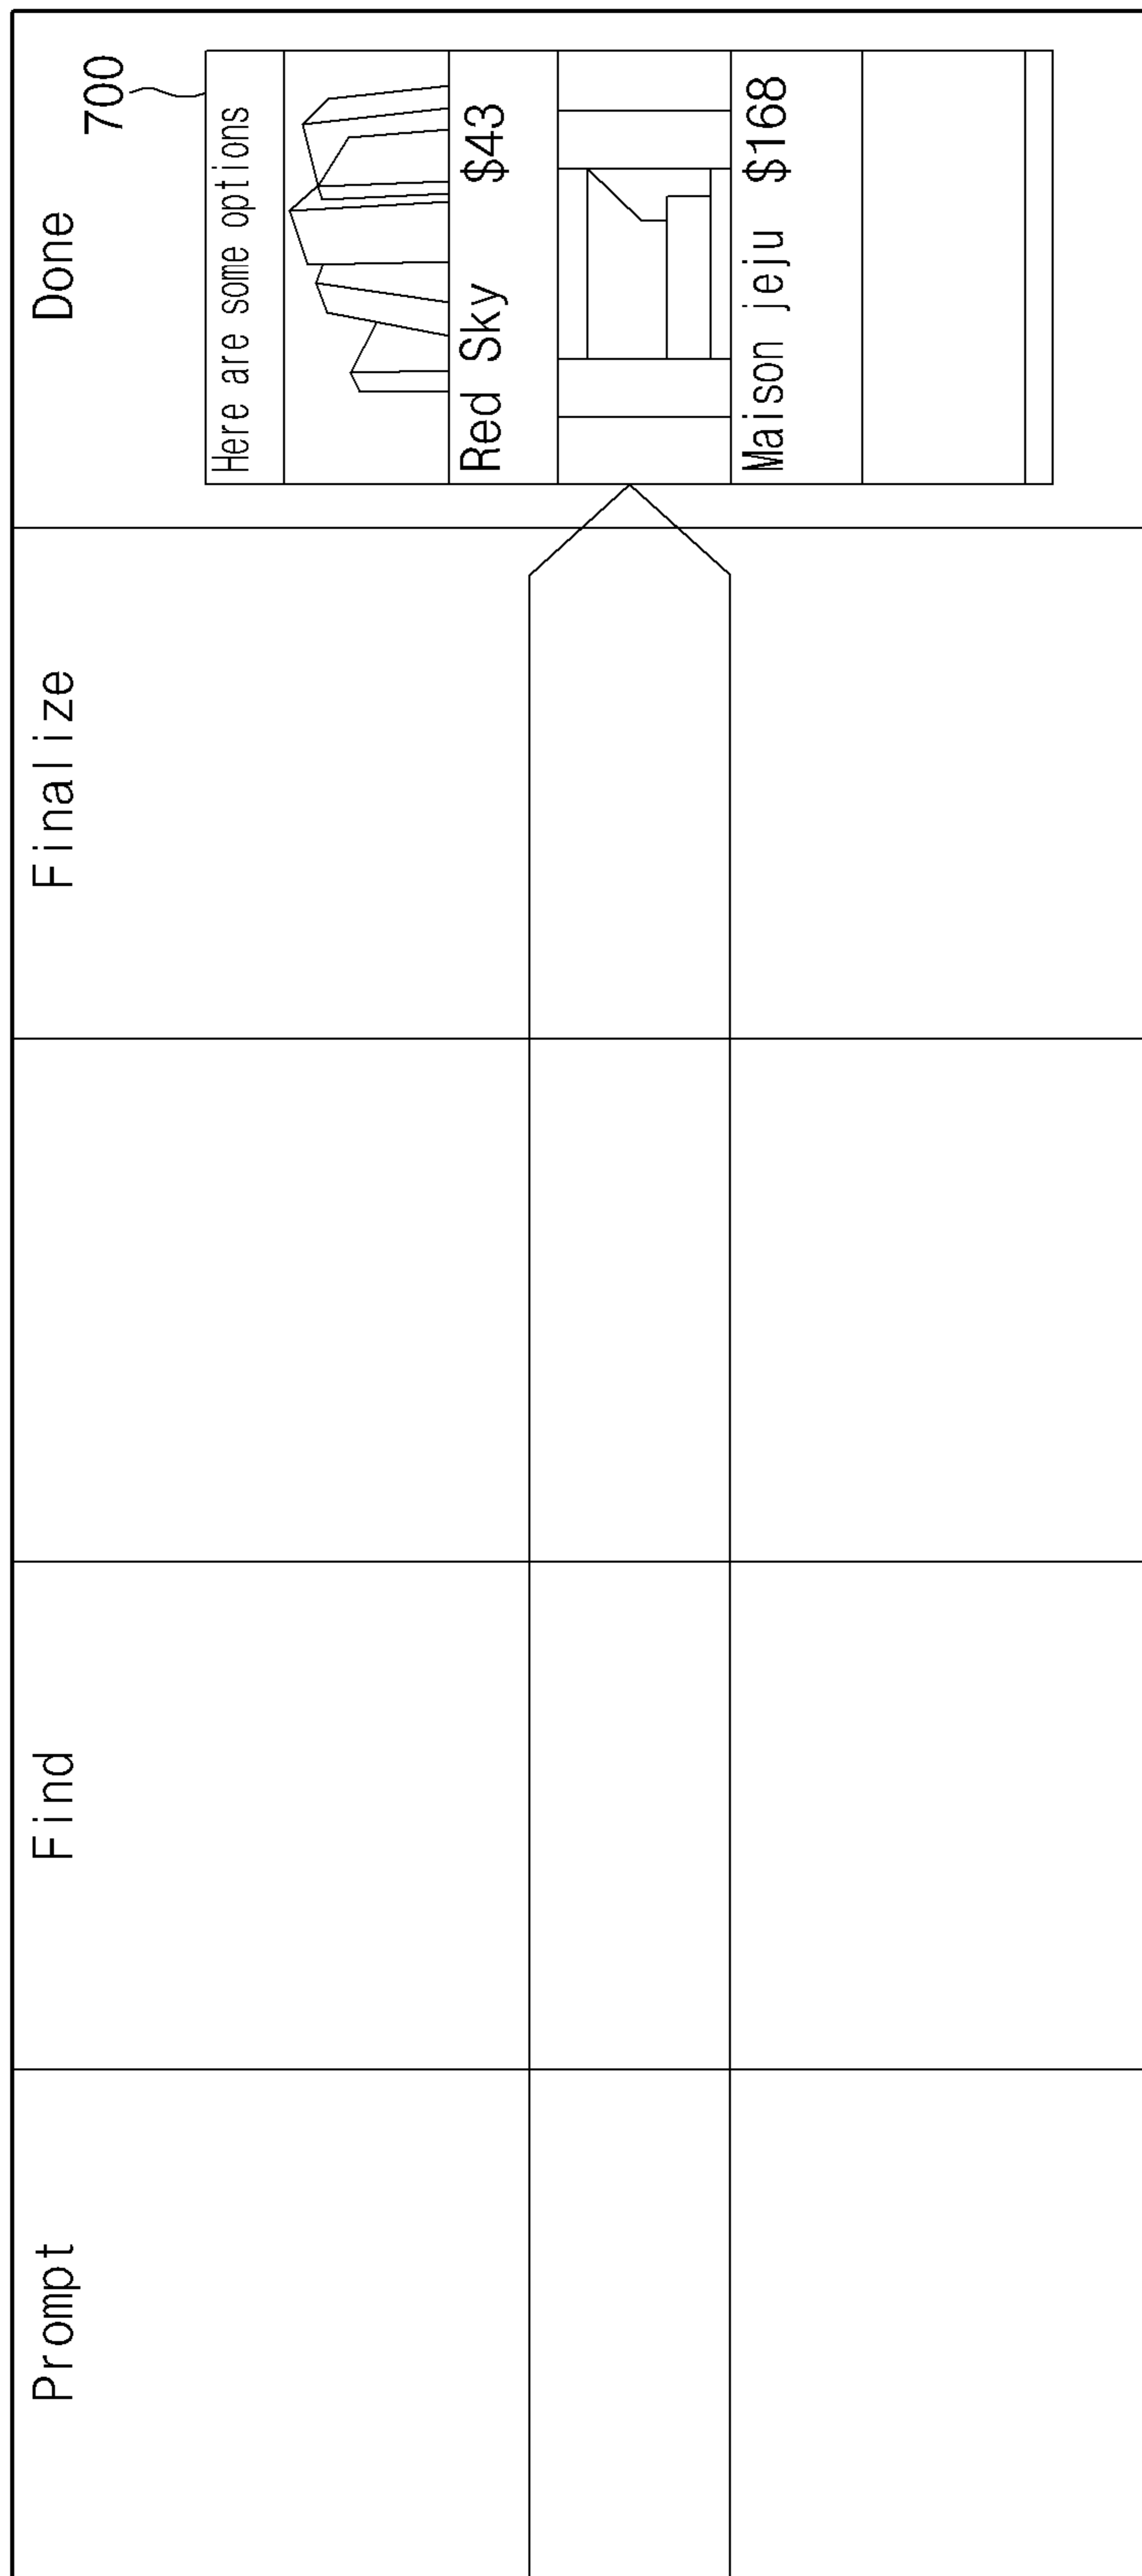 Prompt
Find
Finalize
Done
700
Here are some options
Red Sky $43
Maison jeju $168